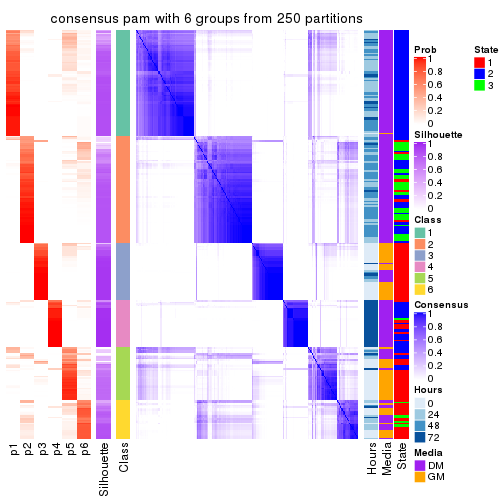 consensus pam with 6 groups from 250 partitions
Prob
1
0.8
0.6
0.4
0.2
0
State
1
2
3
Silhouette
1
0.8
0.6
0.4
0.2
0
Class
1
2
3
4
5
6
Consensus
1
0.8
0.6
0.4
0.2
0
Hours
0
24
48
72
Media
DM
GM
p1
p2
p3
p4
p5
p6
Silhouette
Class
Hours
Media
State